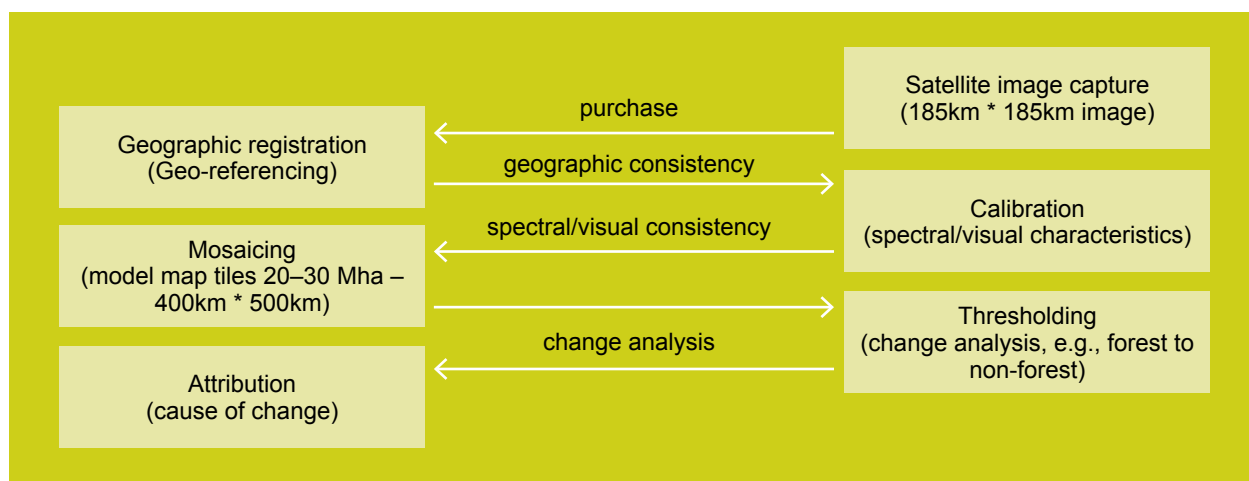 Satellite image capture
(185km * 185km image)
purchase
Geographic registration
(Geo-referencing)
geographic consistency
Calibration
(spectral/visual characteristics)
spectral/visual consistency
Mosaicing
(model map tiles 20–30 Mha –
400km * 500km)
Thresholding
(change analysis, e.g., forest to
non-forest)
change analysis
Attribution
(cause of change)